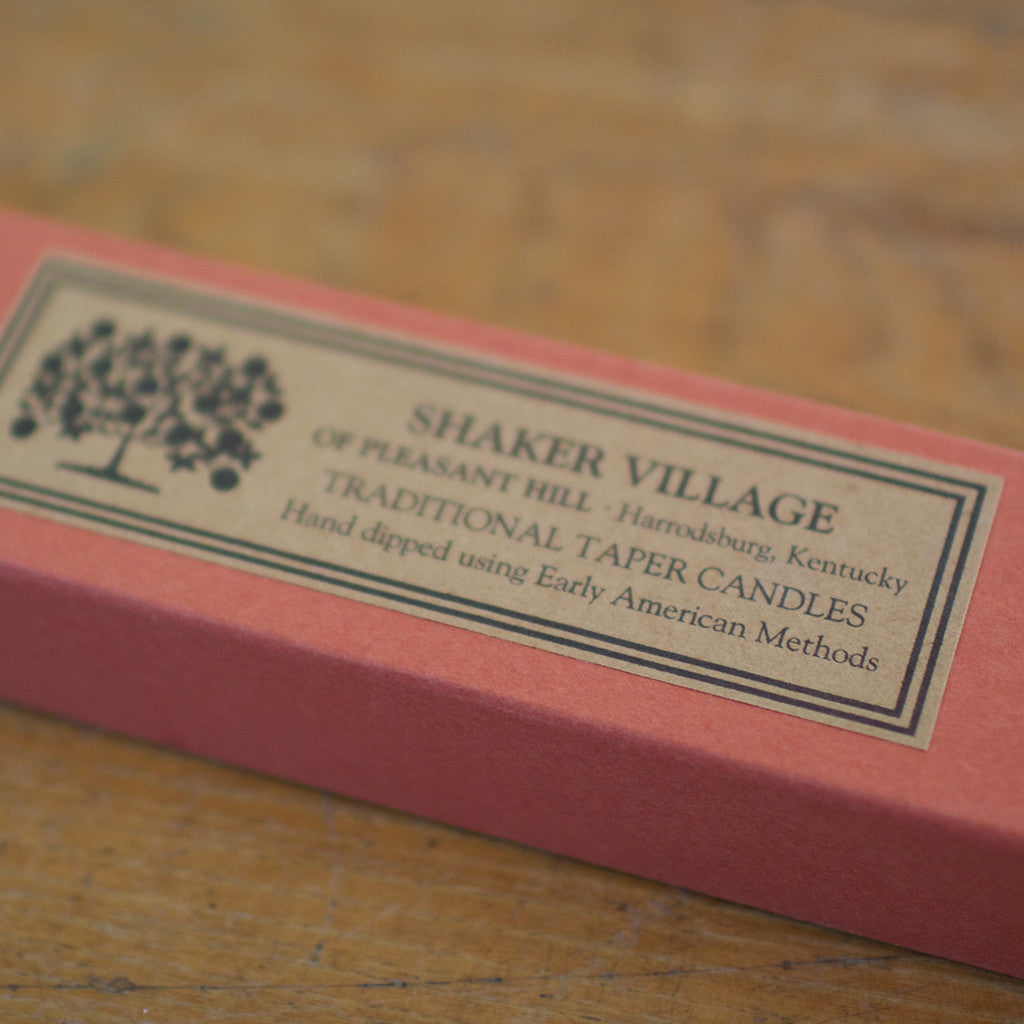 SHAKER VILLAGE
OF PLEASANT HILL · Harrodsburg, Kentucky
TRADITIONAL TAPER CANDLES
Hand dipped using Early American Methods